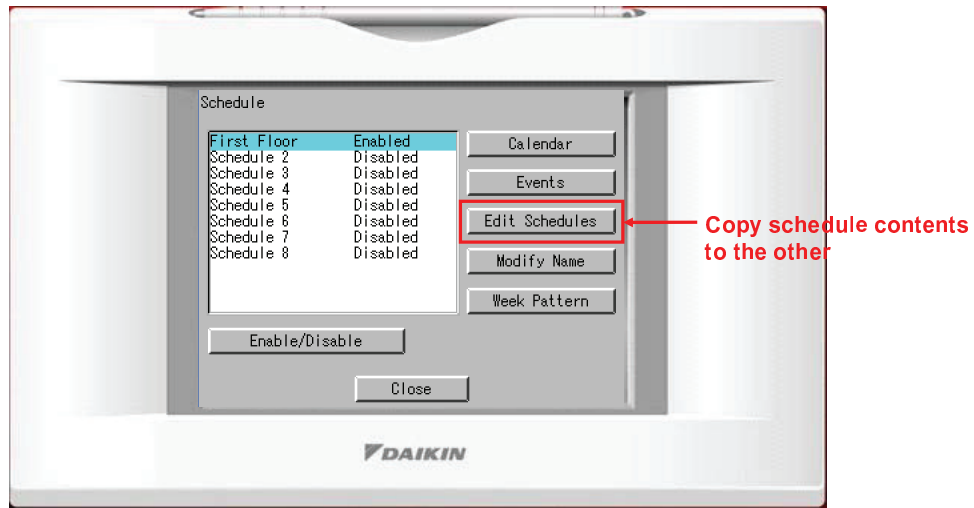 Schedule
First Floor Enabled
Schedule 2 Disabled
Schedule 3 Disabled
Schedule 4 Disabled
Schedule 5 Disabled
Schedule 6 Disabled
Schedule 7 Disabled
Schedule 8 Disabled
Calendar
Events
Edit Schedules
Modify Name
Week Pattern
Enable/Disable
Close
Copy schedule contents
to the other
DAIKIN